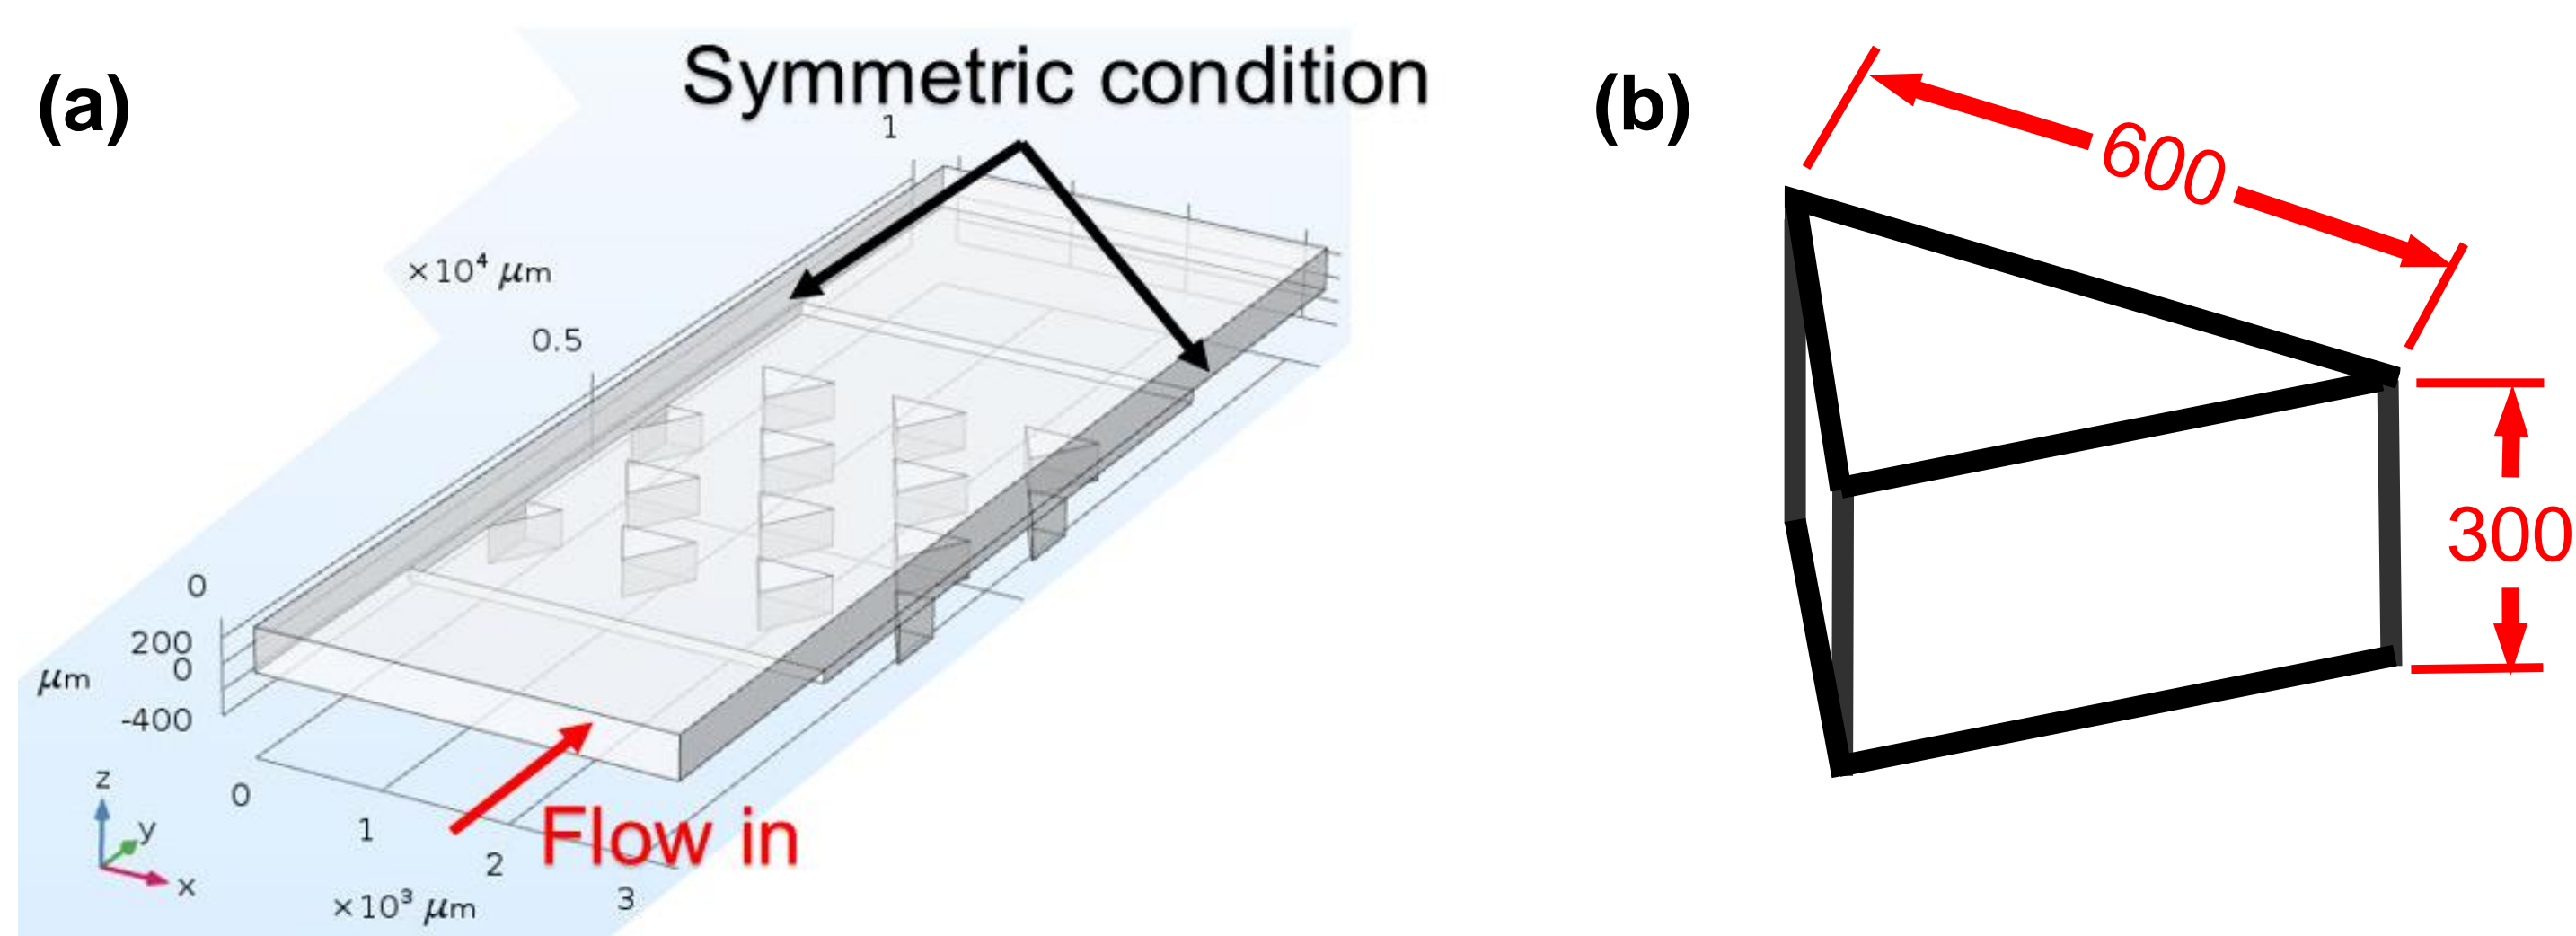 (a)
Symmetric condition
1
×10⁴ μm
0.5
0
200
0
μm
-400
z
y
x
0
1
2
3
×10³ μm
Flow in
(b)
600
300